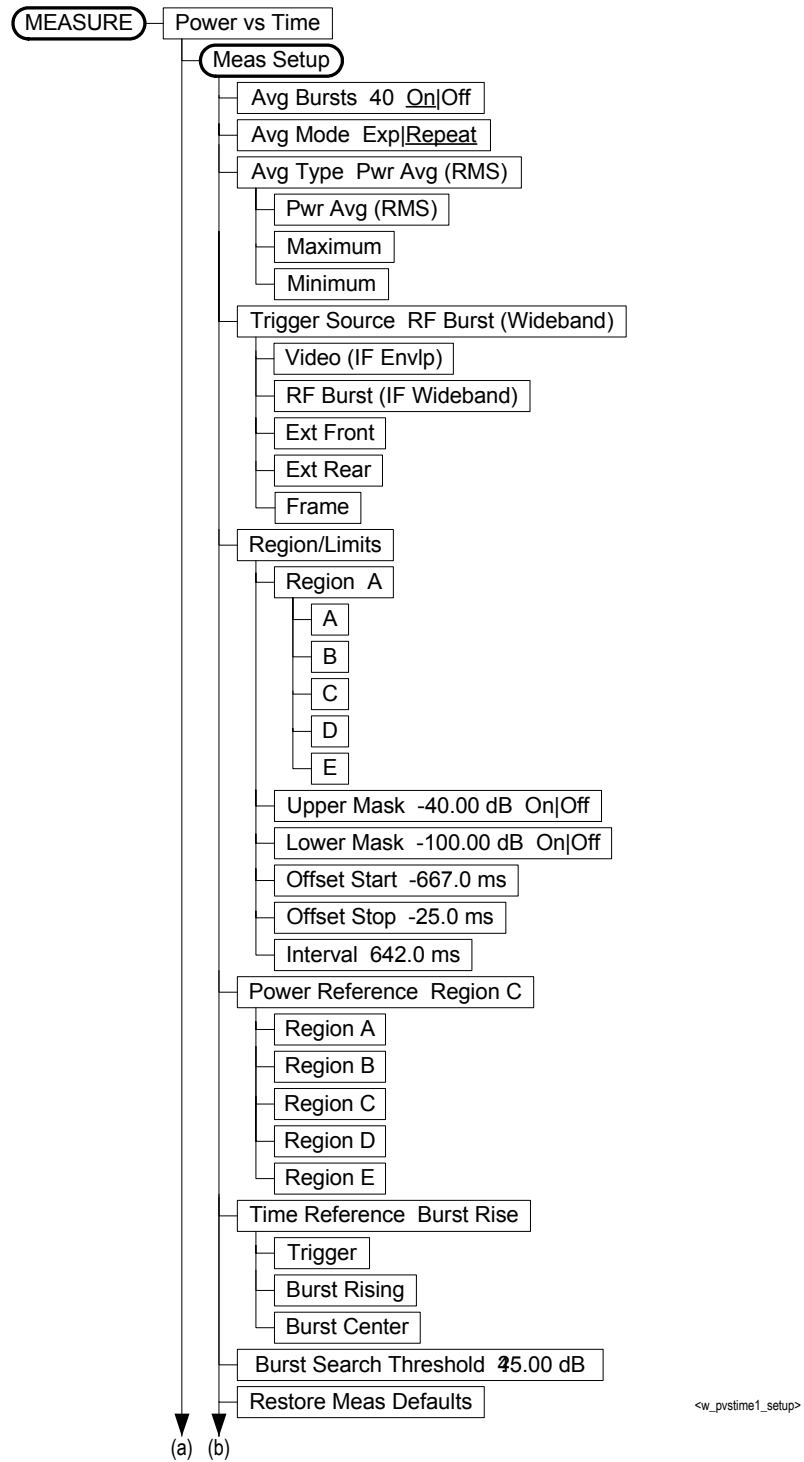 MEASURE Power vs Time
Meas Setup
Avg Bursts 40 On|Off
Avg Mode Exp|Repeat
Avg Type Pwr Avg (RMS)
Pwr Avg (RMS)
Maximum
Minimum
Trigger Source RF Burst (Wideband)
Video (IF Envlp)
RF Burst (IF Wideband)
Ext Front
Ext Rear
Frame
Region/Limits
Region A
A
B
C
D
E
Upper Mask -40.00 dB On|Off
Lower Mask -100.00 dB On|Off
Offset Start -667.0 ms
Offset Stop -25.0 ms
Interval 642.0 ms
Power Reference Region C
Region A
Region B
Region C
Region D
Region E
Time Reference Burst Rise
Trigger
Burst Rising
Burst Center
Burst Search Threshold dB
Restore Meas Defaults
<w_pvstime1_setup>
(a) (b)